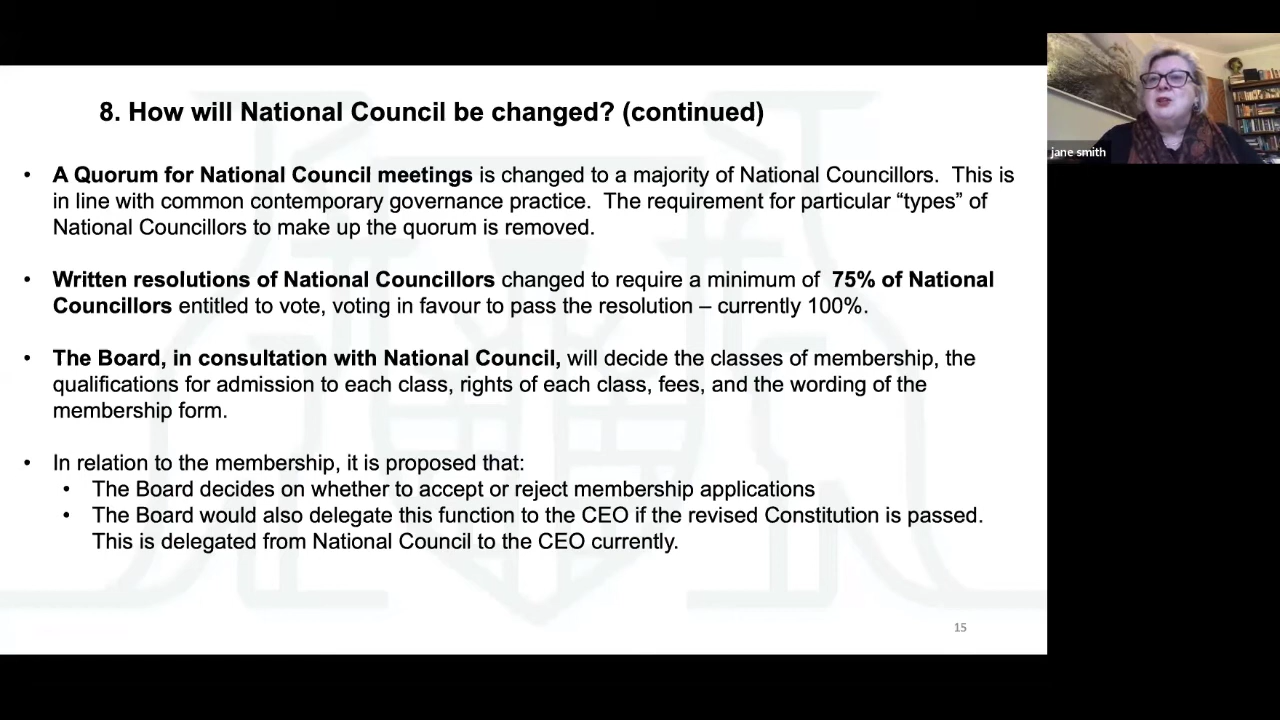 8. How will National Council be changed? (continued)
• A Quorum for National Council meetings is changed to a majority of National Councillors.  This is
in line with common contemporary governance practice.  The requirement for particular “types” of
National Councillors to make up the quorum is removed.
• Written resolutions of National Councillors changed to require a minimum of  75% of National
Councillors entitled to vote, voting in favour to pass the resolution – currently 100%.
• The Board, in consultation with National Council, will decide the classes of membership, the
qualifications for admission to each class, rights of each class, fees, and the wording of the
membership form.
• In relation to the membership, it is proposed that:
• The Board decides on whether to accept or reject membership applications
• The Board would also delegate this function to the CEO if the revised Constitution is passed.
This is delegated from National Council to the CEO currently.
15
jane smith